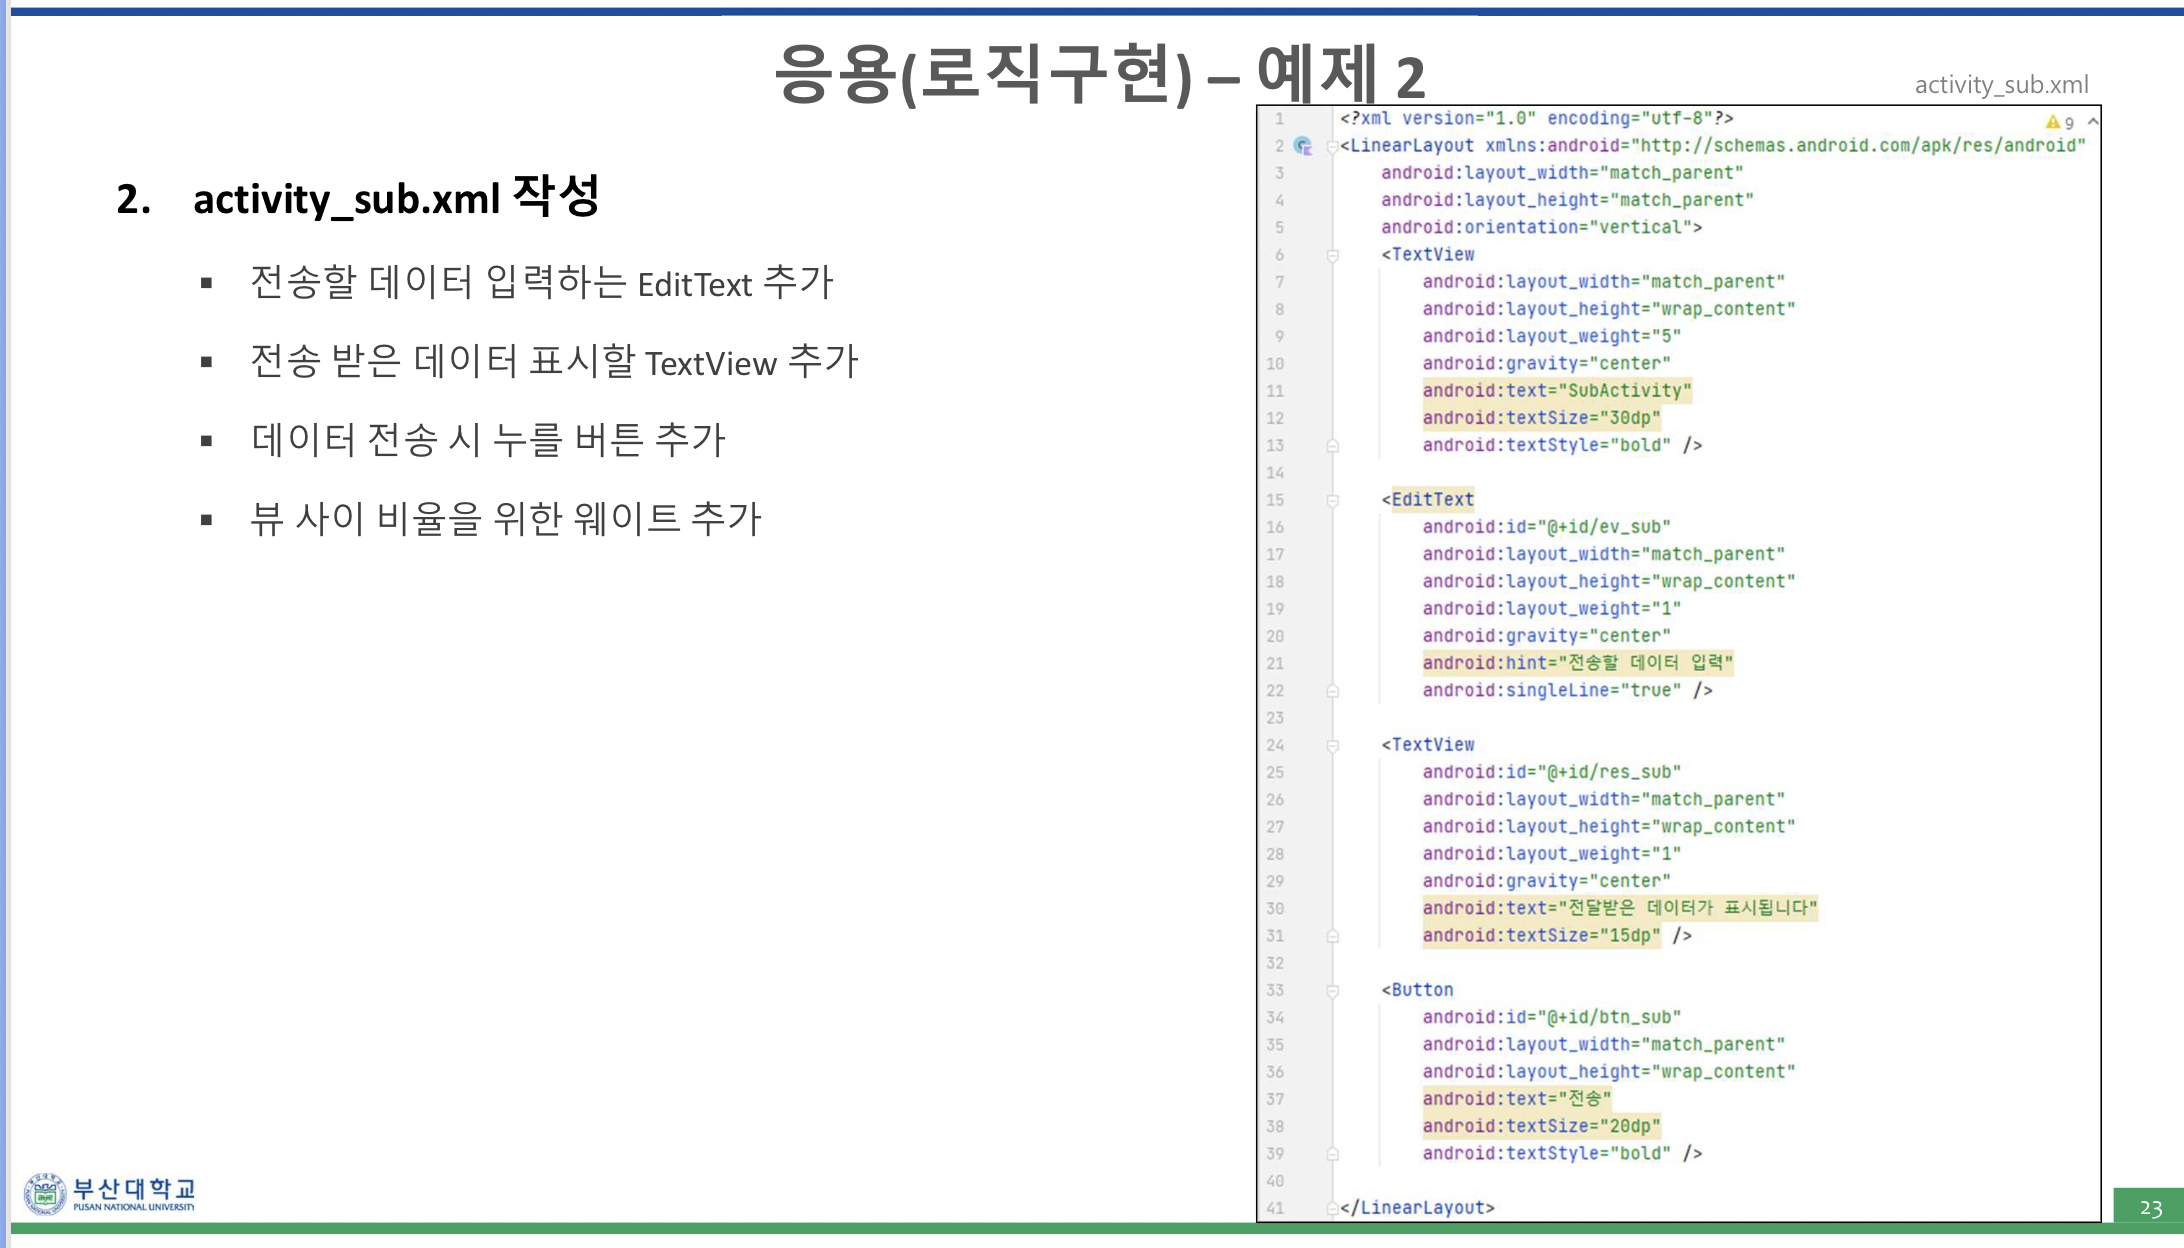 응용(로직구현) – 예제 2
activity_sub.xml
2. activity_sub.xml 작성
▪ 전송할 데이터 입력하는 EditText 추가
▪ 전송 받은 데이터 표시할 TextView 추가
▪ 데이터 전송 시 누를 버튼 추가
▪ 뷰 사이 비율을 위한 웨이트 추가
9
1 <?xml version="1.0" encoding="utf-8"?>
2 <LinearLayout xmlns:android="http://schemas.android.com/apk/res/android"
3 android:layout_width="match_parent"
4 android:layout_height="match_parent"
5 android:orientation="vertical">
6 <TextView
7 android:layout_width="match_parent"
8 android:layout_height="wrap_content"
9 android:layout_weight="5"
10 android:gravity="center"
11 android:text="SubActivity"
12 android:textSize="30dp"
13 android:textStyle="bold" />
14
15 <EditText
16 android:id="@+id/ev_sub"
17 android:layout_width="match_parent"
18 android:layout_height="wrap_content"
19 android:layout_weight="1"
20 android:gravity="center"
21 android:hint="전송할 데이터 입력"
22 android:singleLine="true" />
23
24 <TextView
25 android:id="@+id/res_sub"
26 android:layout_width="match_parent"
27 android:layout_height="wrap_content"
28 android:layout_weight="1"
29 android:gravity="center"
30 android:text="전달받은 데이터가 표시됩니다"
31 android:textSize="15dp" />
32
33 <Button
34 android:id="@+id/btn_sub"
35 android:layout_width="match_parent"
36 android:layout_height="wrap_content"
37 android:text="전송"
38 android:textSize="20dp"
39 android:textStyle="bold" />
40
41 </LinearLayout>
부산대학교
PUSAN NATIONAL UNIVERSITY
23